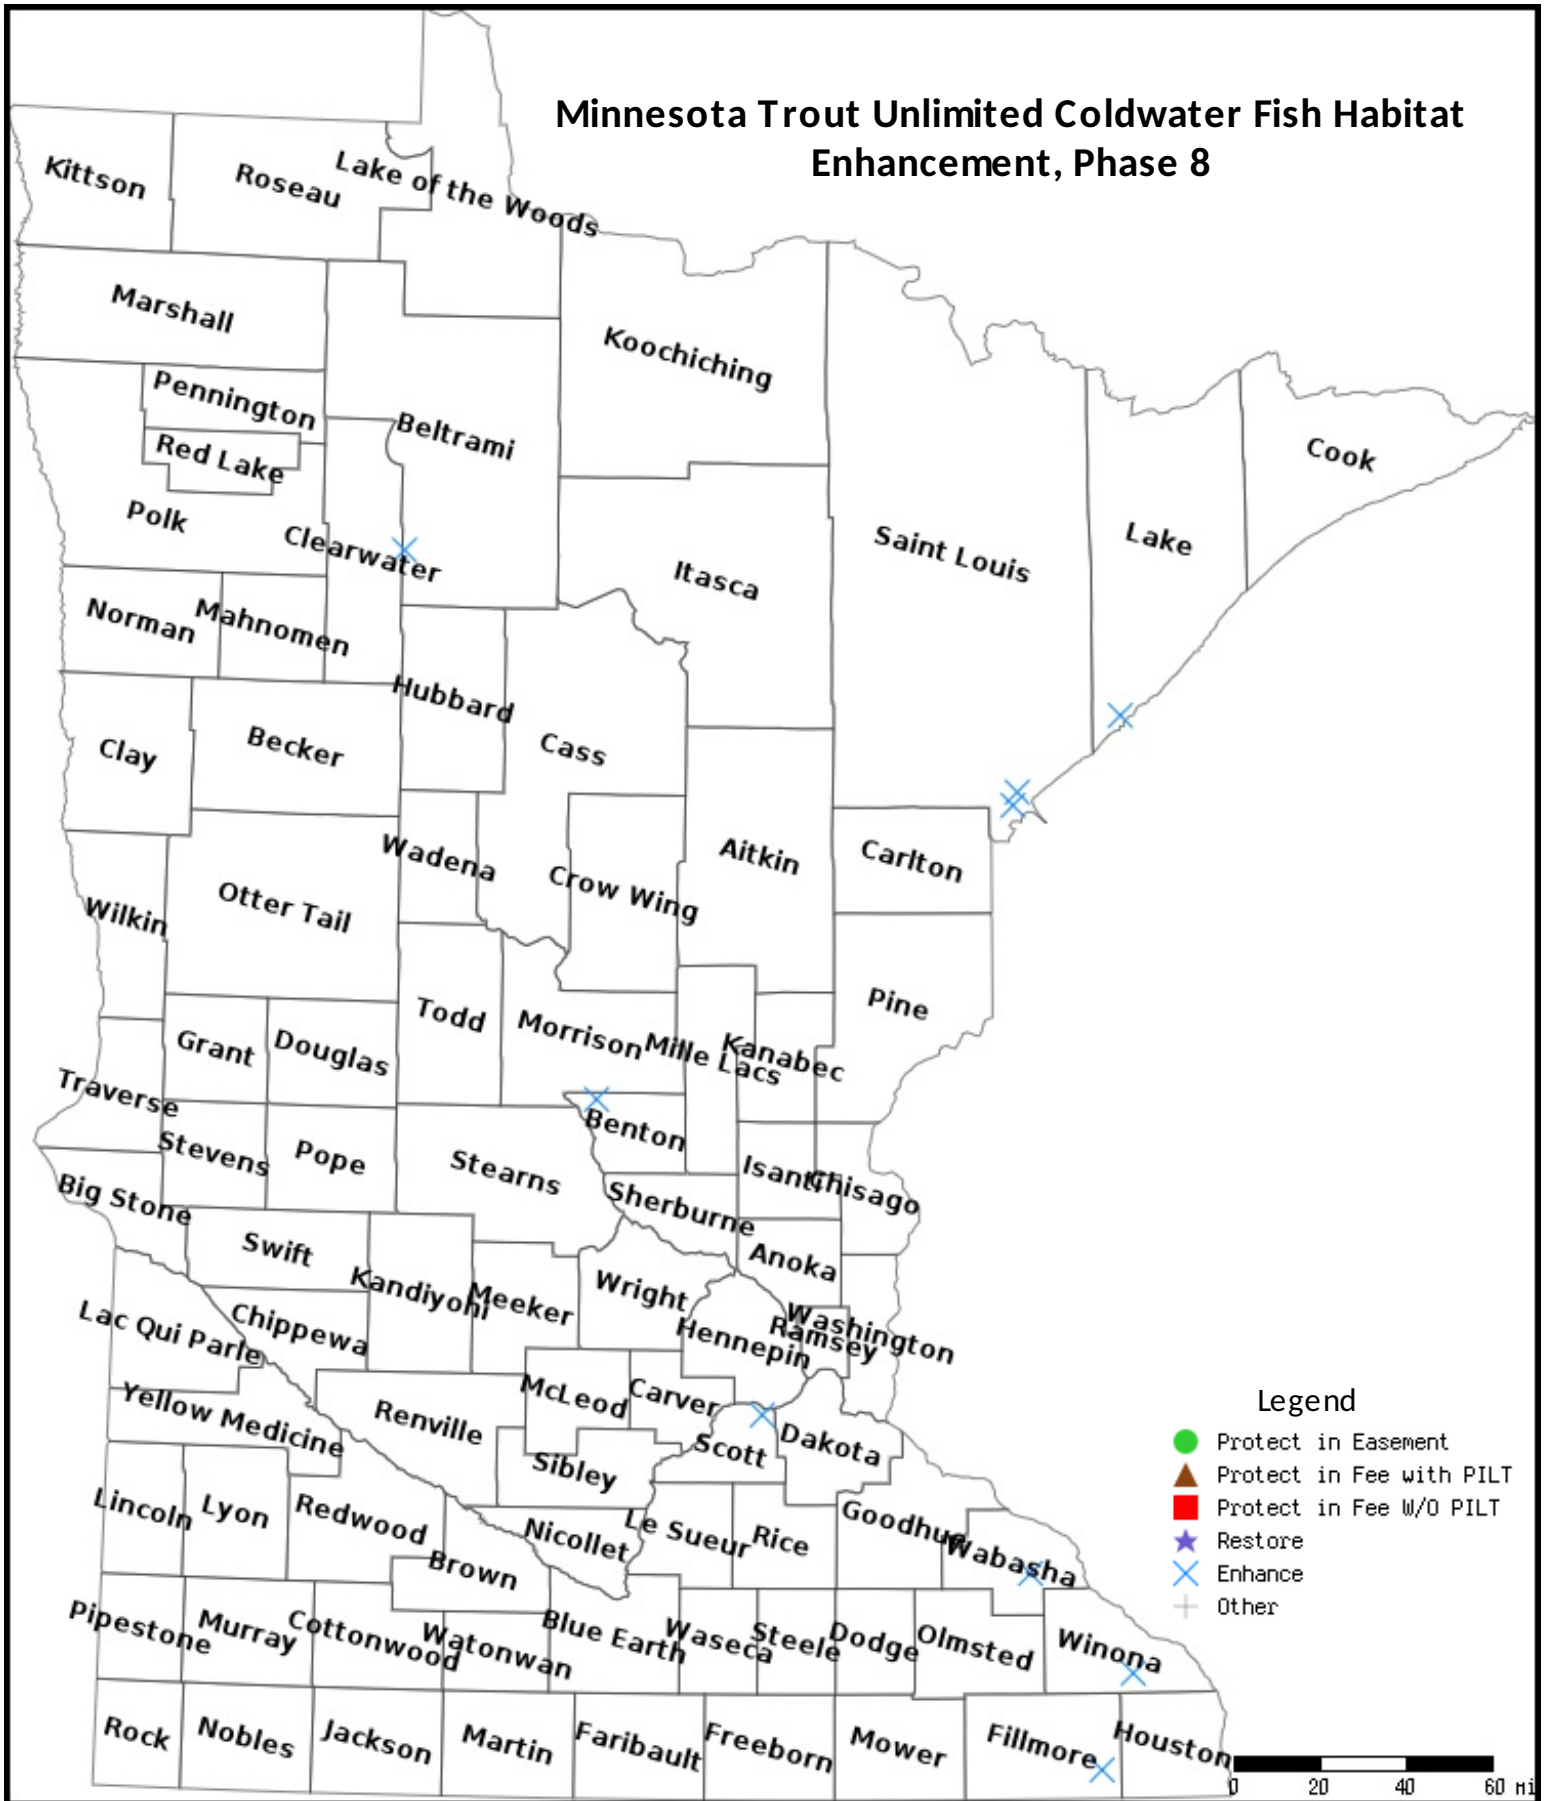 Minnesota Trout Unlimited Coldwater Fish Habitat
Enhancement, Phase 8
Kittson
Roseau
Lake of the Woods
Marshall
Koochiching
Pennington
Beltrami
Red Lake
Cook
Polk
Clearwater
Saint Louis
Lake
Itasca
Norman
Mahnomen
Hubbard
Clay
Becker
Cass
Wadena
Aitkin
Carlton
Otter Tail
Crow Wing
Wilkin
Pine
Todd
Morrison
Mille Lacs
Kanabec
Grant
Douglas
Traverse
Benton
Stevens
Pope
Stearns
Isanti
Chisago
Big Stone
Sherburne
Swift
Anoka
Kandiyohi
Meeker
Wright
Washington
Ramsey
Hennepin
Lac Qui Parle
Chippewa
McLeod
Carver
Yellow Medicine
Renville
Scott
Dakota
Sibley
Lincoln
Lyon
Redwood
Nicollet
Le Sueur
Rice
Goodhue
Wabasha
Brown
Pipestone
Murray
Cottonwood
Watonwan
Blue Earth
Waseca
Steele
Dodge
Olmsted
Winona
Rock
Nobles
Jackson
Martin
Faribault
Freeborn
Mower
Fillmore
Houston
Legend
Protect in Easement
Protect in Fee with PILT
Protect in Fee W/O PILT
Restore
Enhance
Other
0 20 40 60 mi